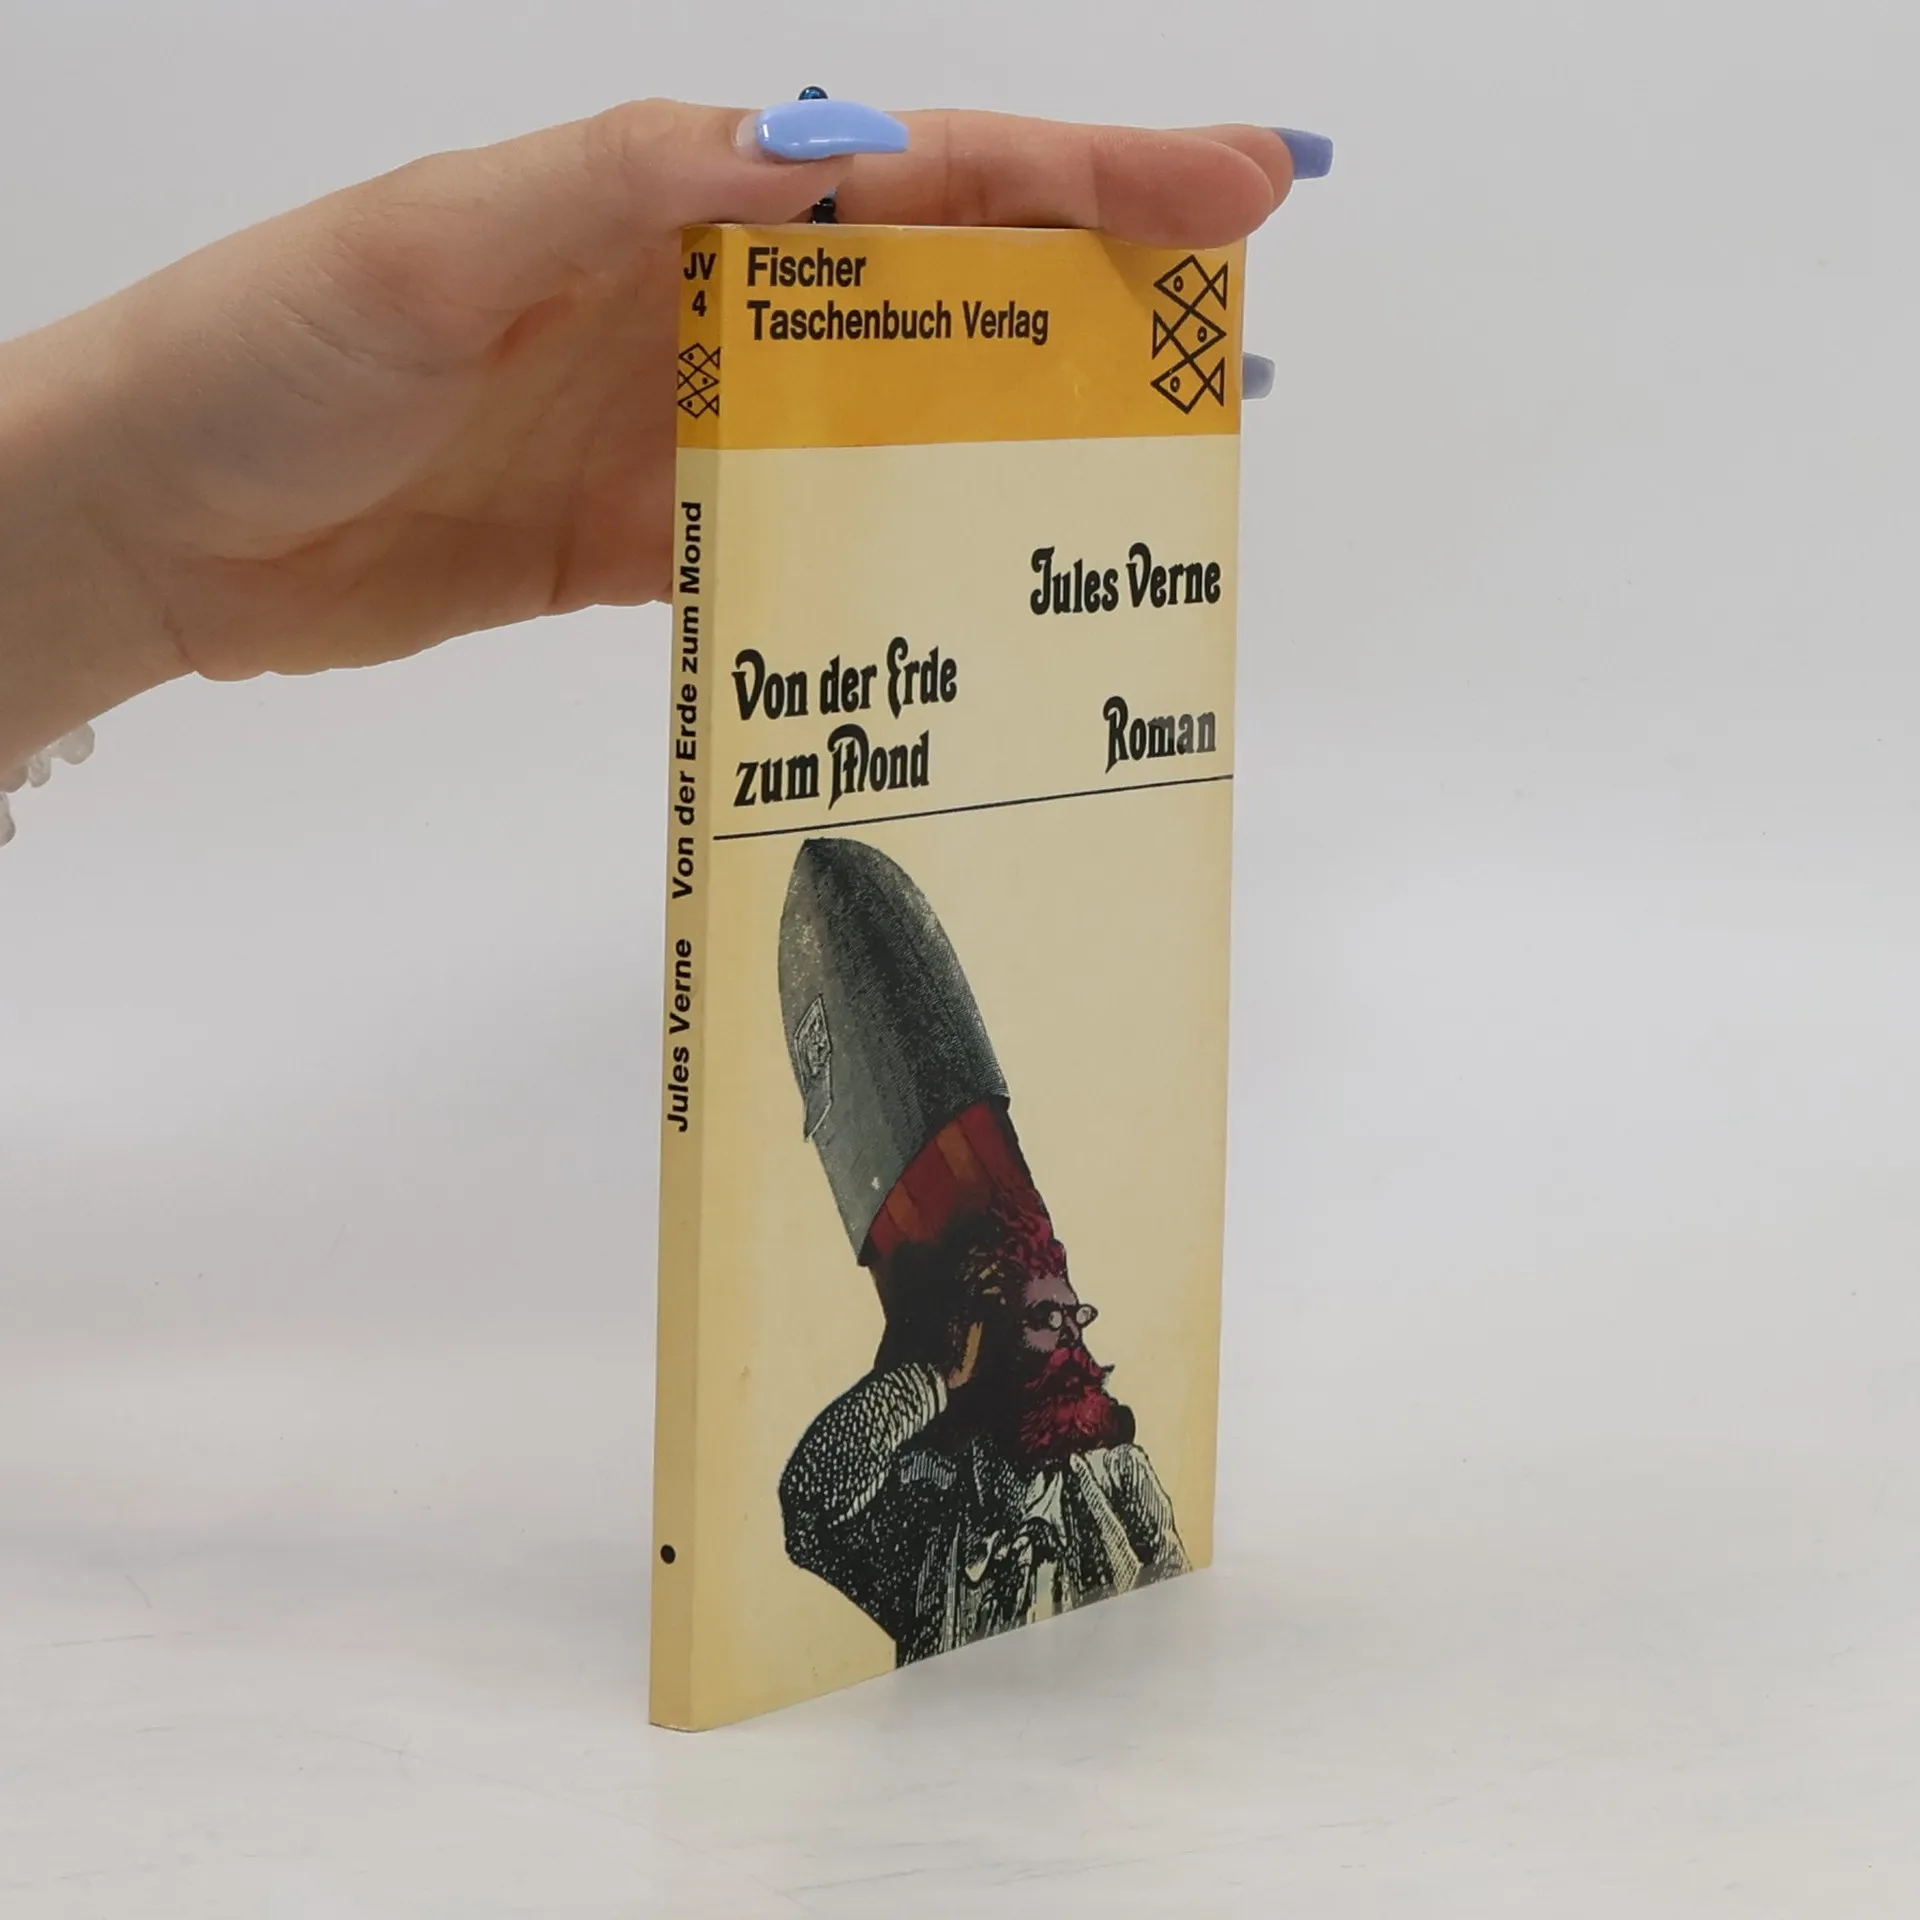 JV
4
Jules Verne Von der Erde zum Mond
Fischer
Taschenbuch Verlag
Jules Verne
Von der Erde
zum Mond
Roman